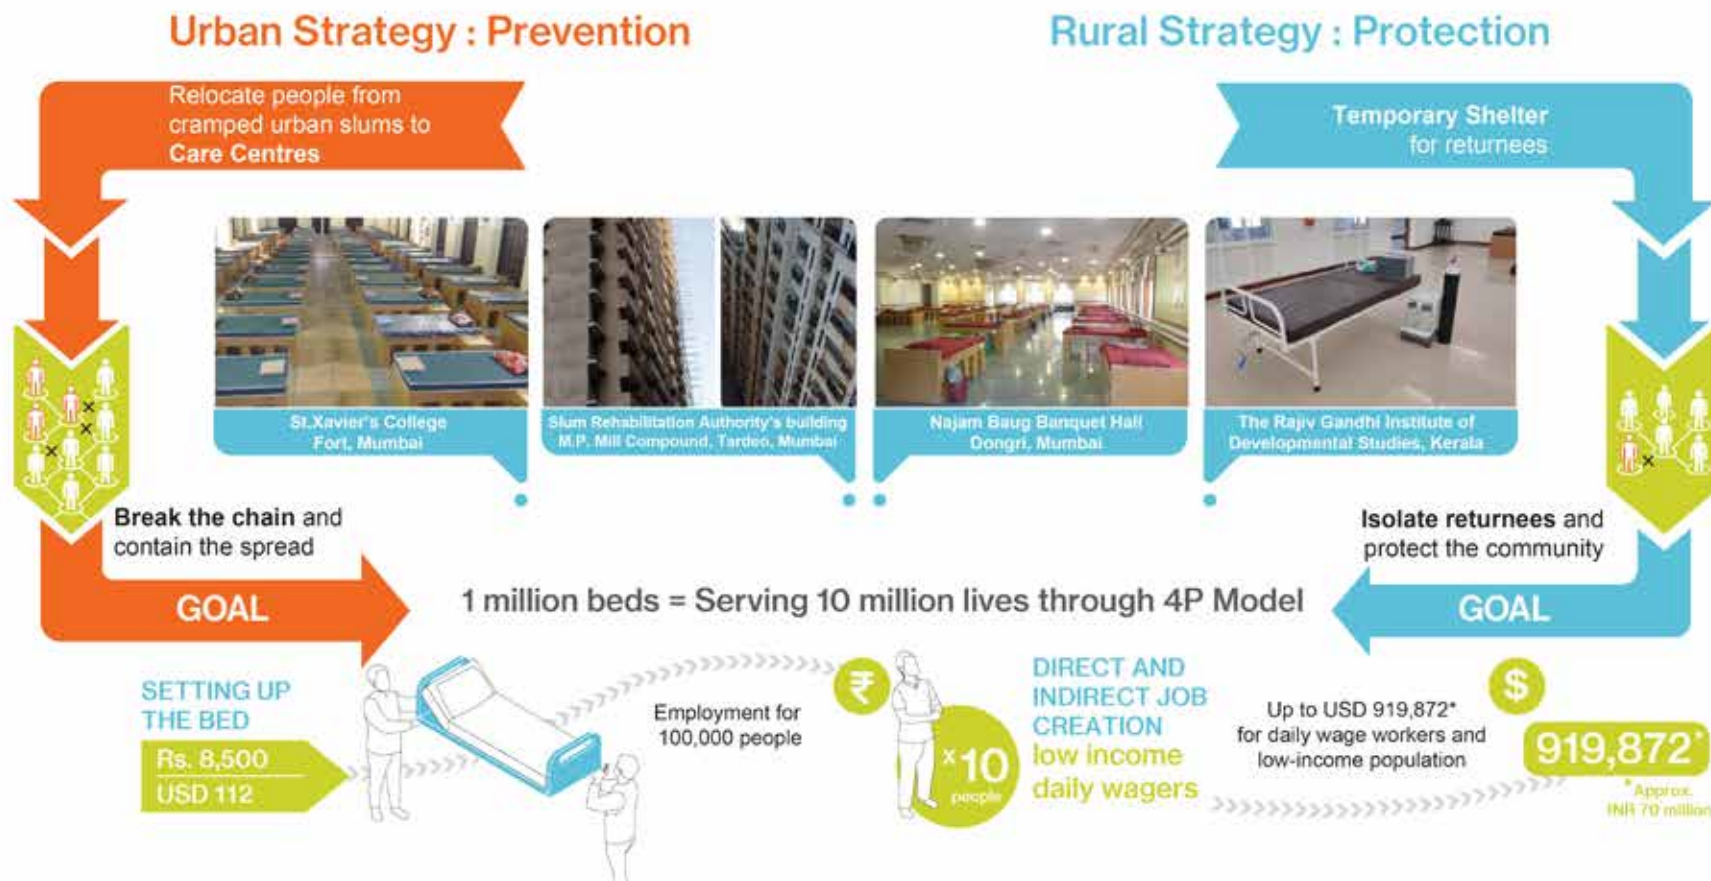 Urban Strategy : Prevention
Rural Strategy : Protection
Relocate people from
cramped urban slums to
Care Centres
Temporary Shelter
for returnees
St.Xavier's College
Fort, Mumbai
Slum Rehabilitation Authority's building
M.P. Mill Compound, Tardeo, Mumbai
Najam Baug Banquet Hall
Dongri, Mumbai
The Rajiv Gandhi Institute of
Developmental Studies, Kerala
Break the chain and
contain the spread
Isolate returnees and
protect the community
GOAL
1 million beds = Serving 10 million lives through 4P Model
GOAL
SETTING UP
THE BED
Rs. 8,500
USD 112
Employment for
100,000 people
₹
x10
people
DIRECT AND
INDIRECT JOB
CREATION
low income
daily wagers
Up to USD 919,872*
for daily wage workers and
low-income population
$
919,872*
*Approx.
INR 70 million